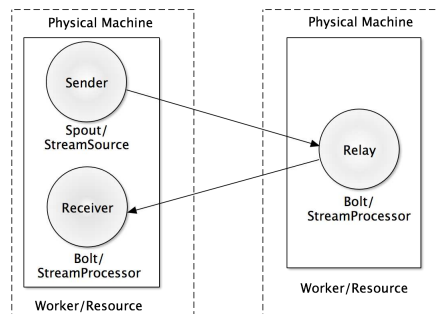 Physical Machine
Sender
Spout/
StreamSource
Receiver
Bolt/
StreamProcessor
Worker/Resource
Physical Machine
Relay
Bolt/
StreamProcessor
Worker/Resource